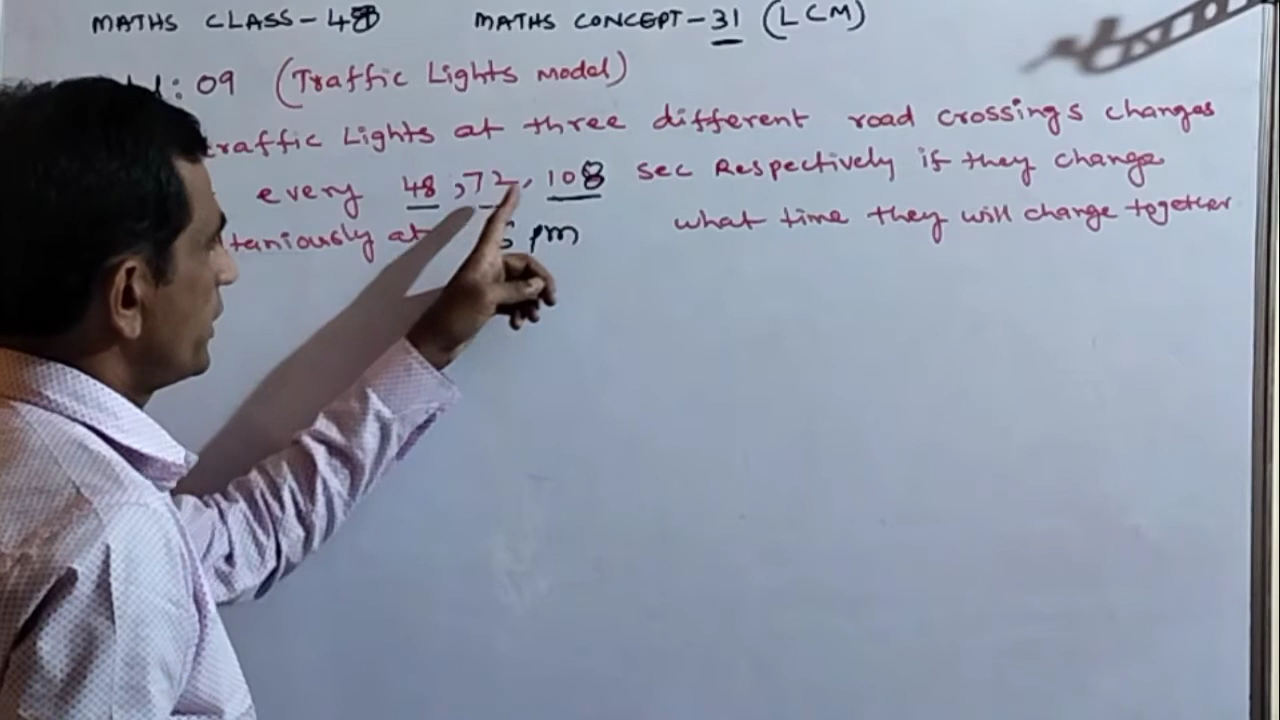 MATHS CLASS-48 MATHS CONCEPT-31 (LCM)
: 09 (Traffic Lights Model)
traffic Lights at three different road crossings changes
every 48, 72, 108 sec Respectively if they change
taniously at pm what time they will change together